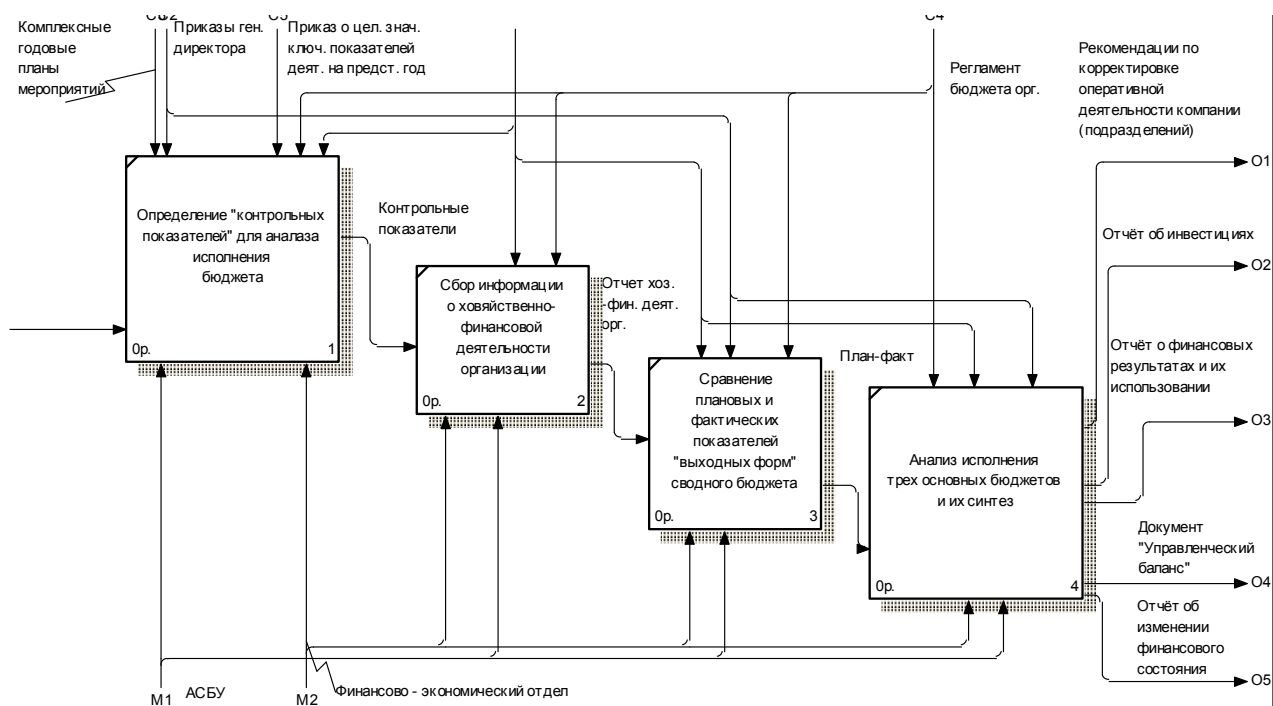 Комплексные
годовые
планы
мероприятий
Приказы ген.
директора
Приказ о цел. знач.
ключ. показателей
деят. на предст. год
C4
Регламент
бюджета орг.
Рекомендации по
корректировке
оперативной
деятельности компании
(подразделений)
O1
Определение "контрольных
показателей" для аналаза
исполнения
бюджета
0р.
1
Контрольные
показатели
Отчёт об инвестициях
O2
Сбор информации
о ховяйственно-
финансовой
деятельности
организации
0р.
2
Отчет хоз.
-фин. деят.
орг.
Отчёт о финансовых
результатах и их
использовании
O3
План-факт
Сравнение
плановых и
фактических
показателей
"выходных форм"
сводного бюджета
0р.
3
Анализ исполнения
трех основных бюджетов
и их синтез
0р.
4
Документ
"Управленческий
баланс"
O4
Отчёт об
изменении
финансового
состояния
O5
M1
АСБУ
M2
Финансово - экономический отдел